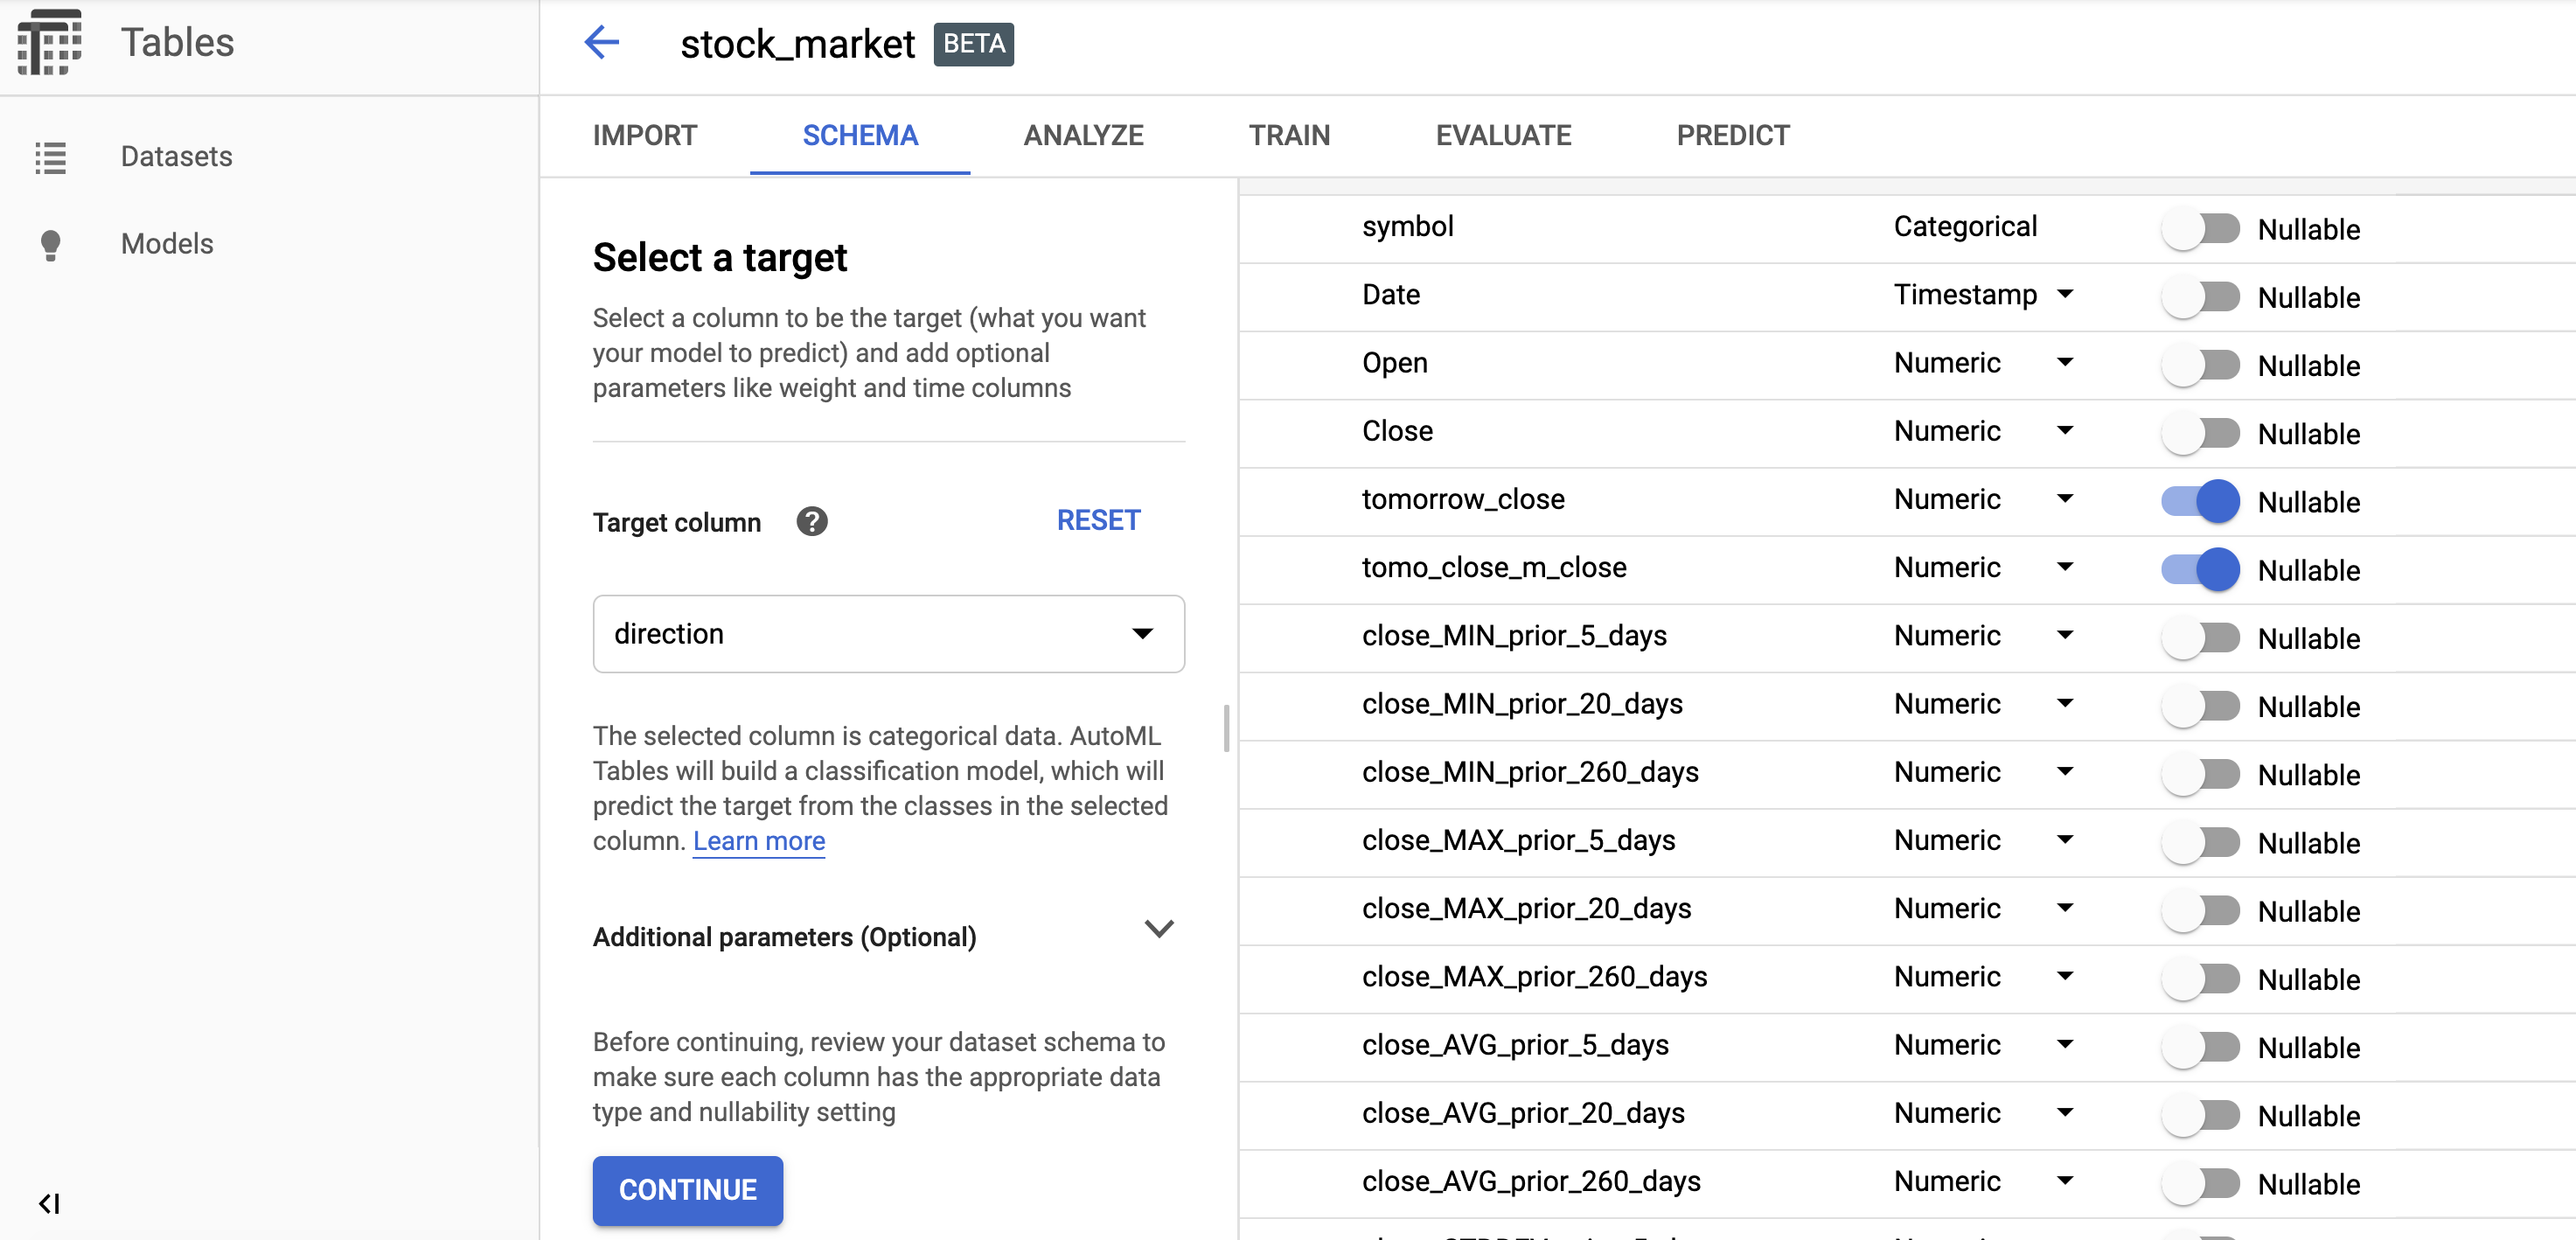 Tables
stock_market BETA
IMPORT SCHEMA ANALYZE TRAIN EVALUATE PREDICT
Datasets
Models
Select a target
Select a column to be the target (what you want
your model to predict) and add optional
parameters like weight and time columns
Target column RESET
direction
The selected column is categorical data. AutoML
Tables will build a classification model, which will
predict the target from the classes in the selected
column. Learn more
Additional parameters (Optional)
Before continuing, review your dataset schema to
make sure each column has the appropriate data
type and nullability setting
CONTINUE
symbol Categorical Nullable
Date Timestamp Nullable
Open Numeric Nullable
Close Numeric Nullable
tomorrow_close Numeric Nullable
tomo_close_m_close Numeric Nullable
close_MIN_prior_5_days Numeric Nullable
close_MIN_prior_20_days Numeric Nullable
close_MIN_prior_260_days Numeric Nullable
close_MAX_prior_5_days Numeric Nullable
close_MAX_prior_20_days Numeric Nullable
close_MAX_prior_260_days Numeric Nullable
close_AVG_prior_5_days Numeric Nullable
close_AVG_prior_20_days Numeric Nullable
close_AVG_prior_260_days Numeric Nullable